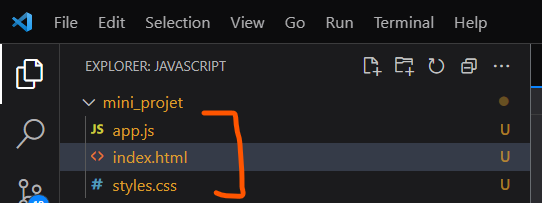 File Edit Selection View Go Run Terminal Help
EXPLORER: JAVASCRIPT
mini_projet
JS app.js U
<> index.html U
# styles.css U